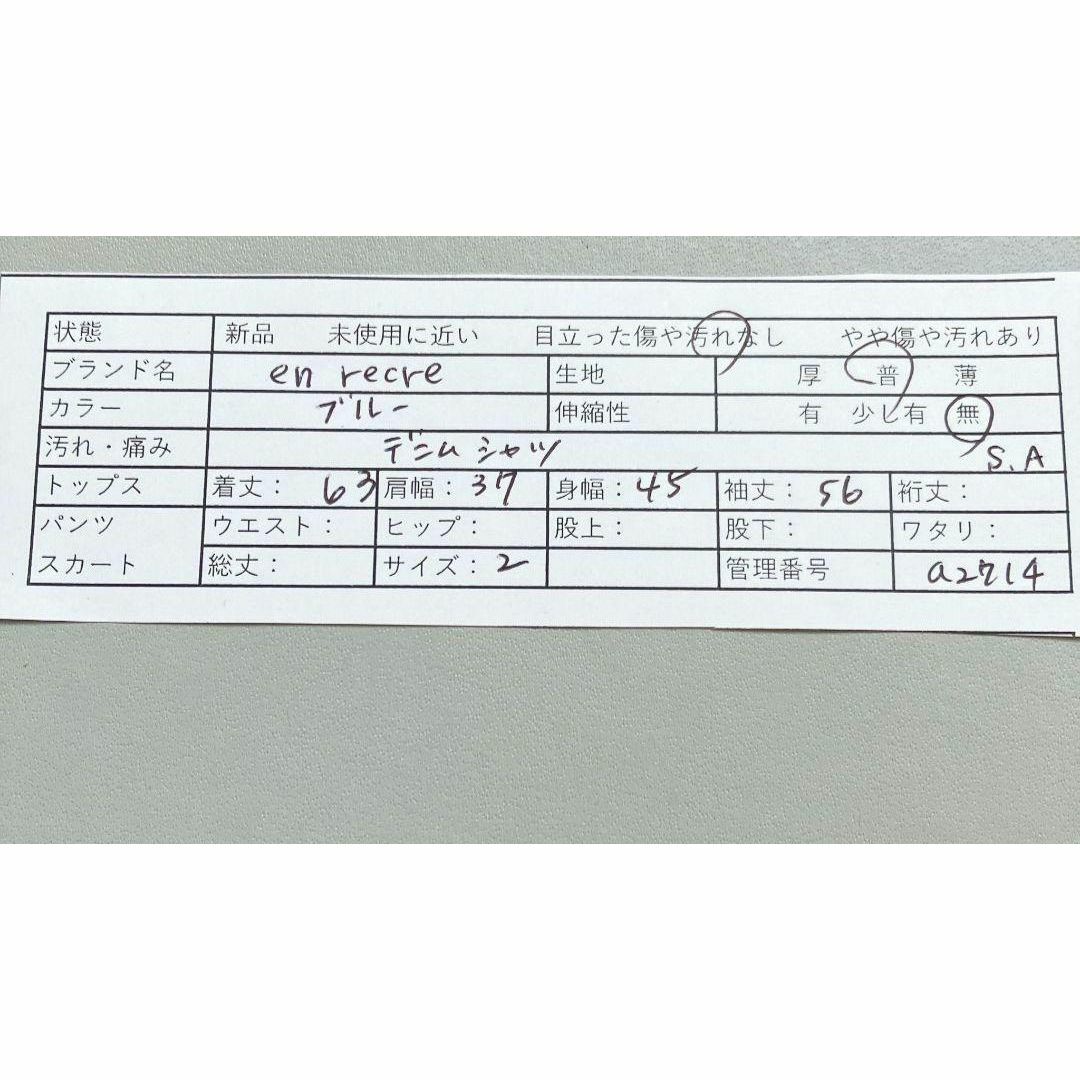 状態 新品 未使用に近い 目立った傷や汚れなし やや傷や汚れあり
ブランド名 en recre 生地 厚 普 薄
カラー ブルー 伸縮性 有 少し有 無
汚れ・痛み デニムシャツ S.A
トップス 着丈： 63 肩幅： 37 身幅： 45 袖丈： 56 裄丈：
パンツ ウエスト： ヒップ： 股上： 股下： ワタリ：
スカート 総丈： サイズ： 2 管理番号 a2714